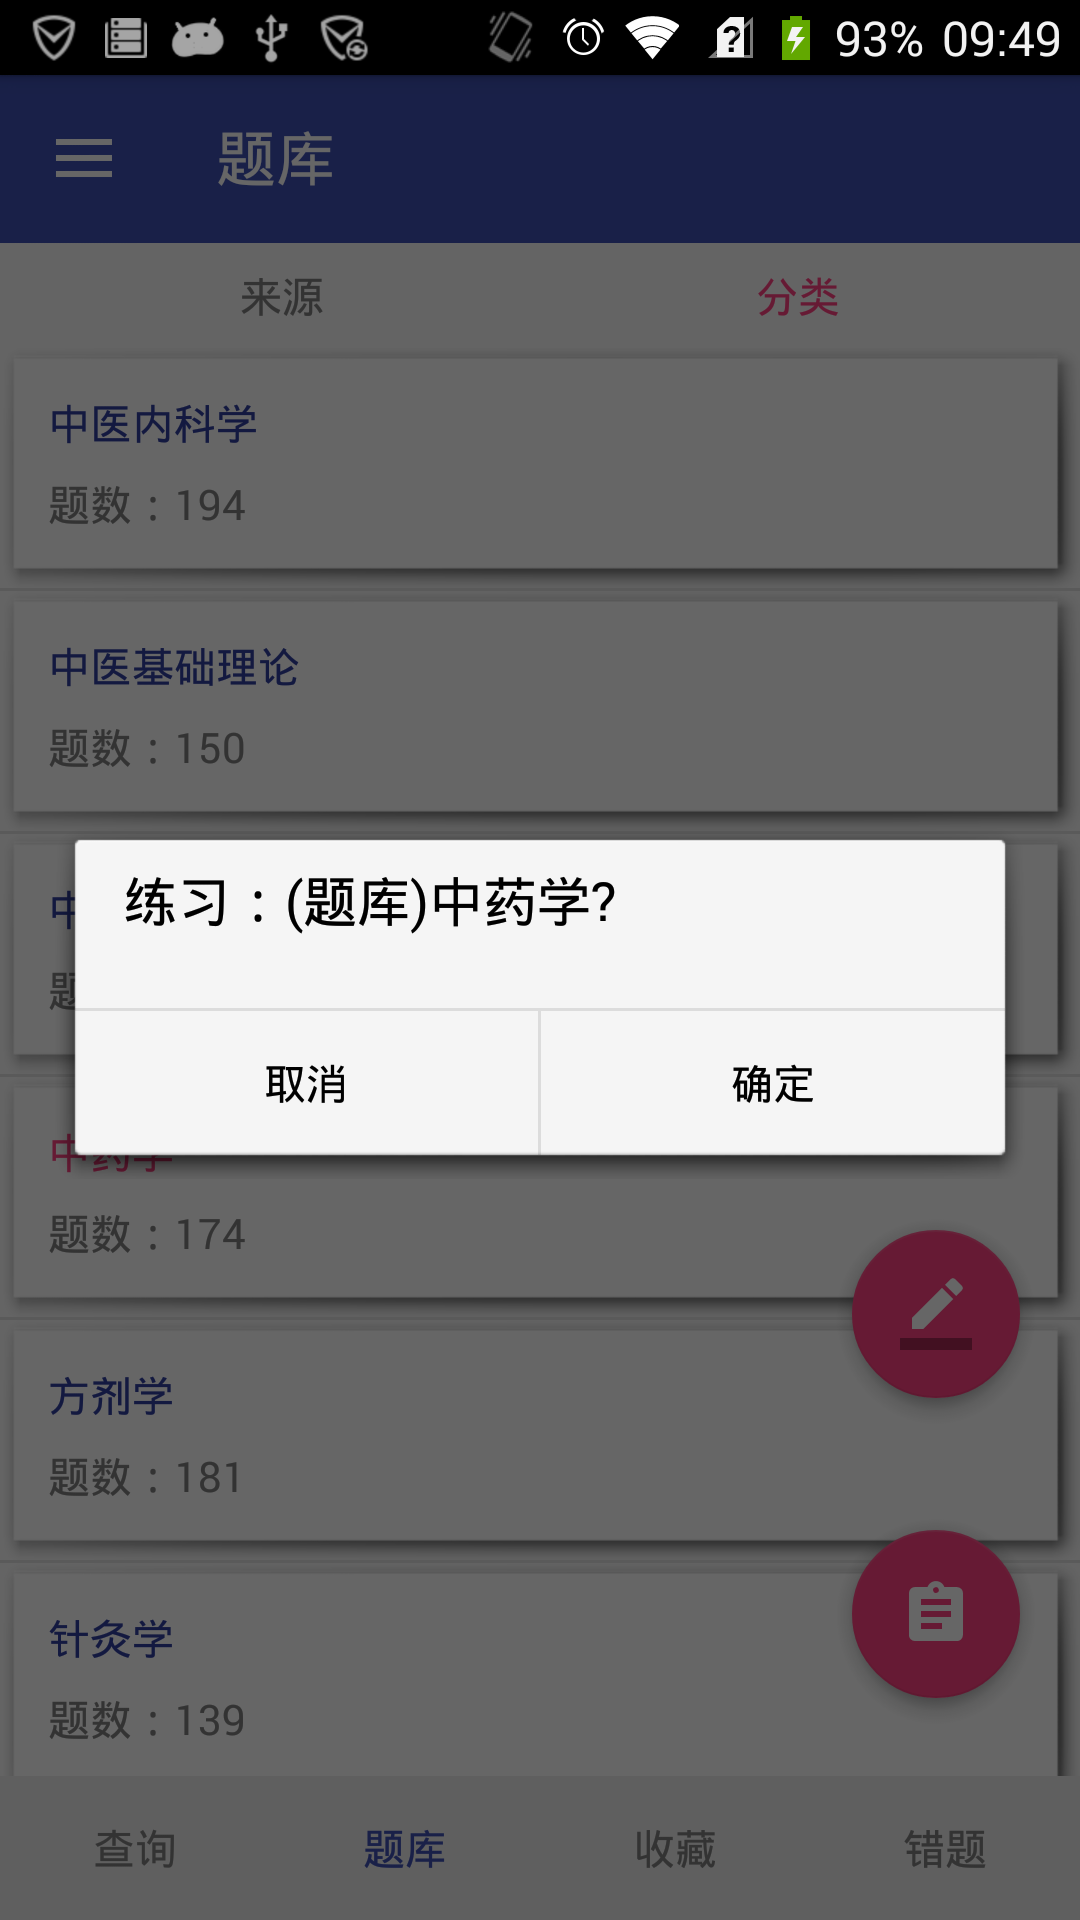 93% 09:49
题库
来源
分类
中医内科学
题数：194
中医基础理论
题数：150
练习：(题库)中药学?
取消
确定
中药学
题数：174
方剂学
题数：181
针灸学
题数：139
查询
题库
收藏
错题